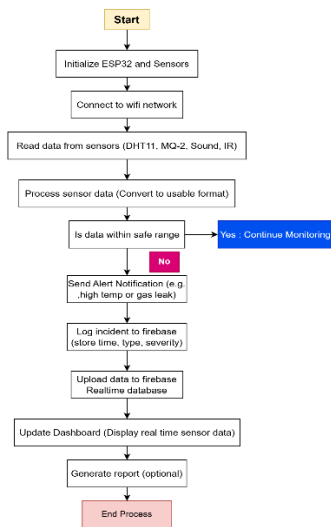 Start
Initialize ESP32 and Sensors
Connect to wifi network
Read data from sensors (DHT11, MQ-2, Sound, IR)
Process sensor data (Convert to usable format)
Is data within safe range
Yes : Continue Monitoring
No
Send Alert Notification (e.g.
,high temp or gas leak)
Log incident to firebase
(store time, type, severity)
Upload data to firebase
Realtime database
Update Dashboard (Display real time sensor data)
Generate report (optional)
End Process